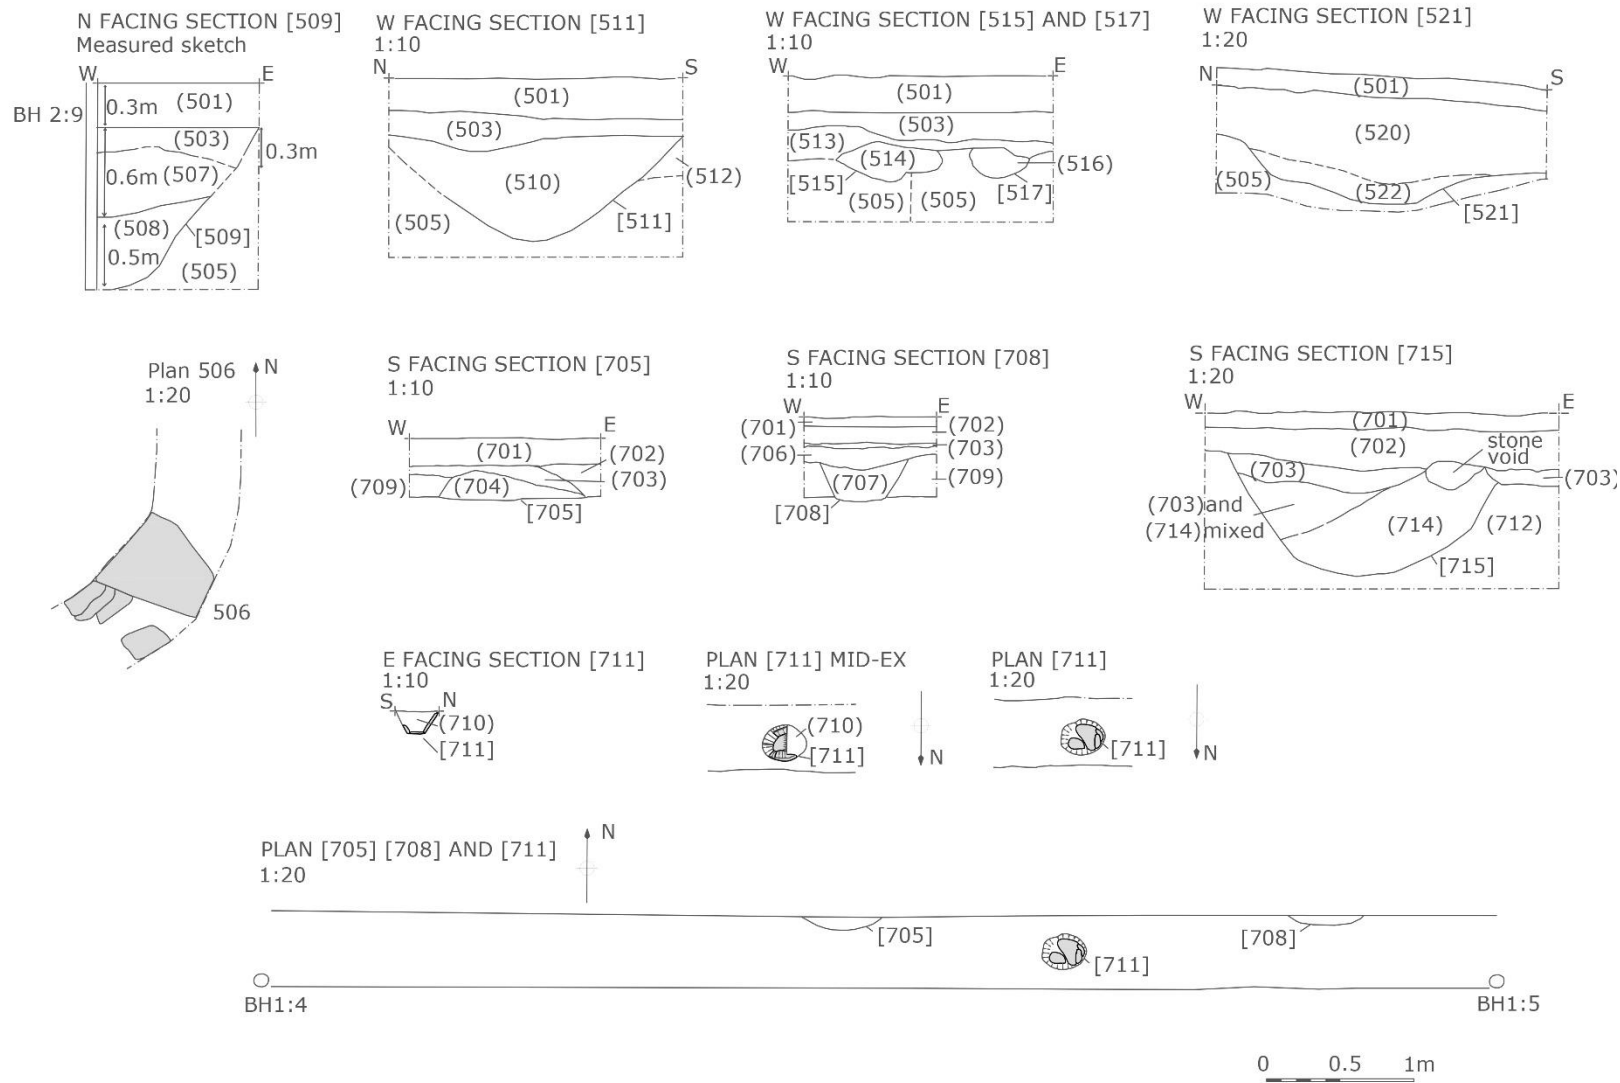 N FACING SECTION [509]
Measured sketch
W E
BH 2:9
0.3m
(501)
(503)
0.3m
(507)
0.6m
(508)
[509]
0.5m
(505)
W FACING SECTION [511]
1:10
N S
(501)
(503)
(510)
(512)
(505)
[511]
W FACING SECTION [515] AND [517]
1:10
W E
(501)
(503)
(513)
(514)
(516)
[515]
[517]
(505) (505)
W FACING SECTION [521]
1:20
N S
(501)
(520)
(505)
(522)
[521]
Plan 506
1:20
N
506
S FACING SECTION [705]
1:10
W E
(701)
(702)
(703)
(709)
(704)
[705]
S FACING SECTION [708]
1:10
W E
(701)
(702)
(703)
(706)
(707)
(709)
[708]
S FACING SECTION [715]
1:20
W E
(701)
(702)
stone
void
(703)
(703)
(703)and
(714)mixed
(714)
(712)
[715]
E FACING SECTION [711]
1:10
S N
(710)
[711]
PLAN [711] MID-EX
1:20
(710)
[711]
N
PLAN [711]
1:20
[711]
N
PLAN [705] [708] AND [711]
1:20
N
[705]
[708]
[711]
BH1:4
BH1:5
0 0.5 1m